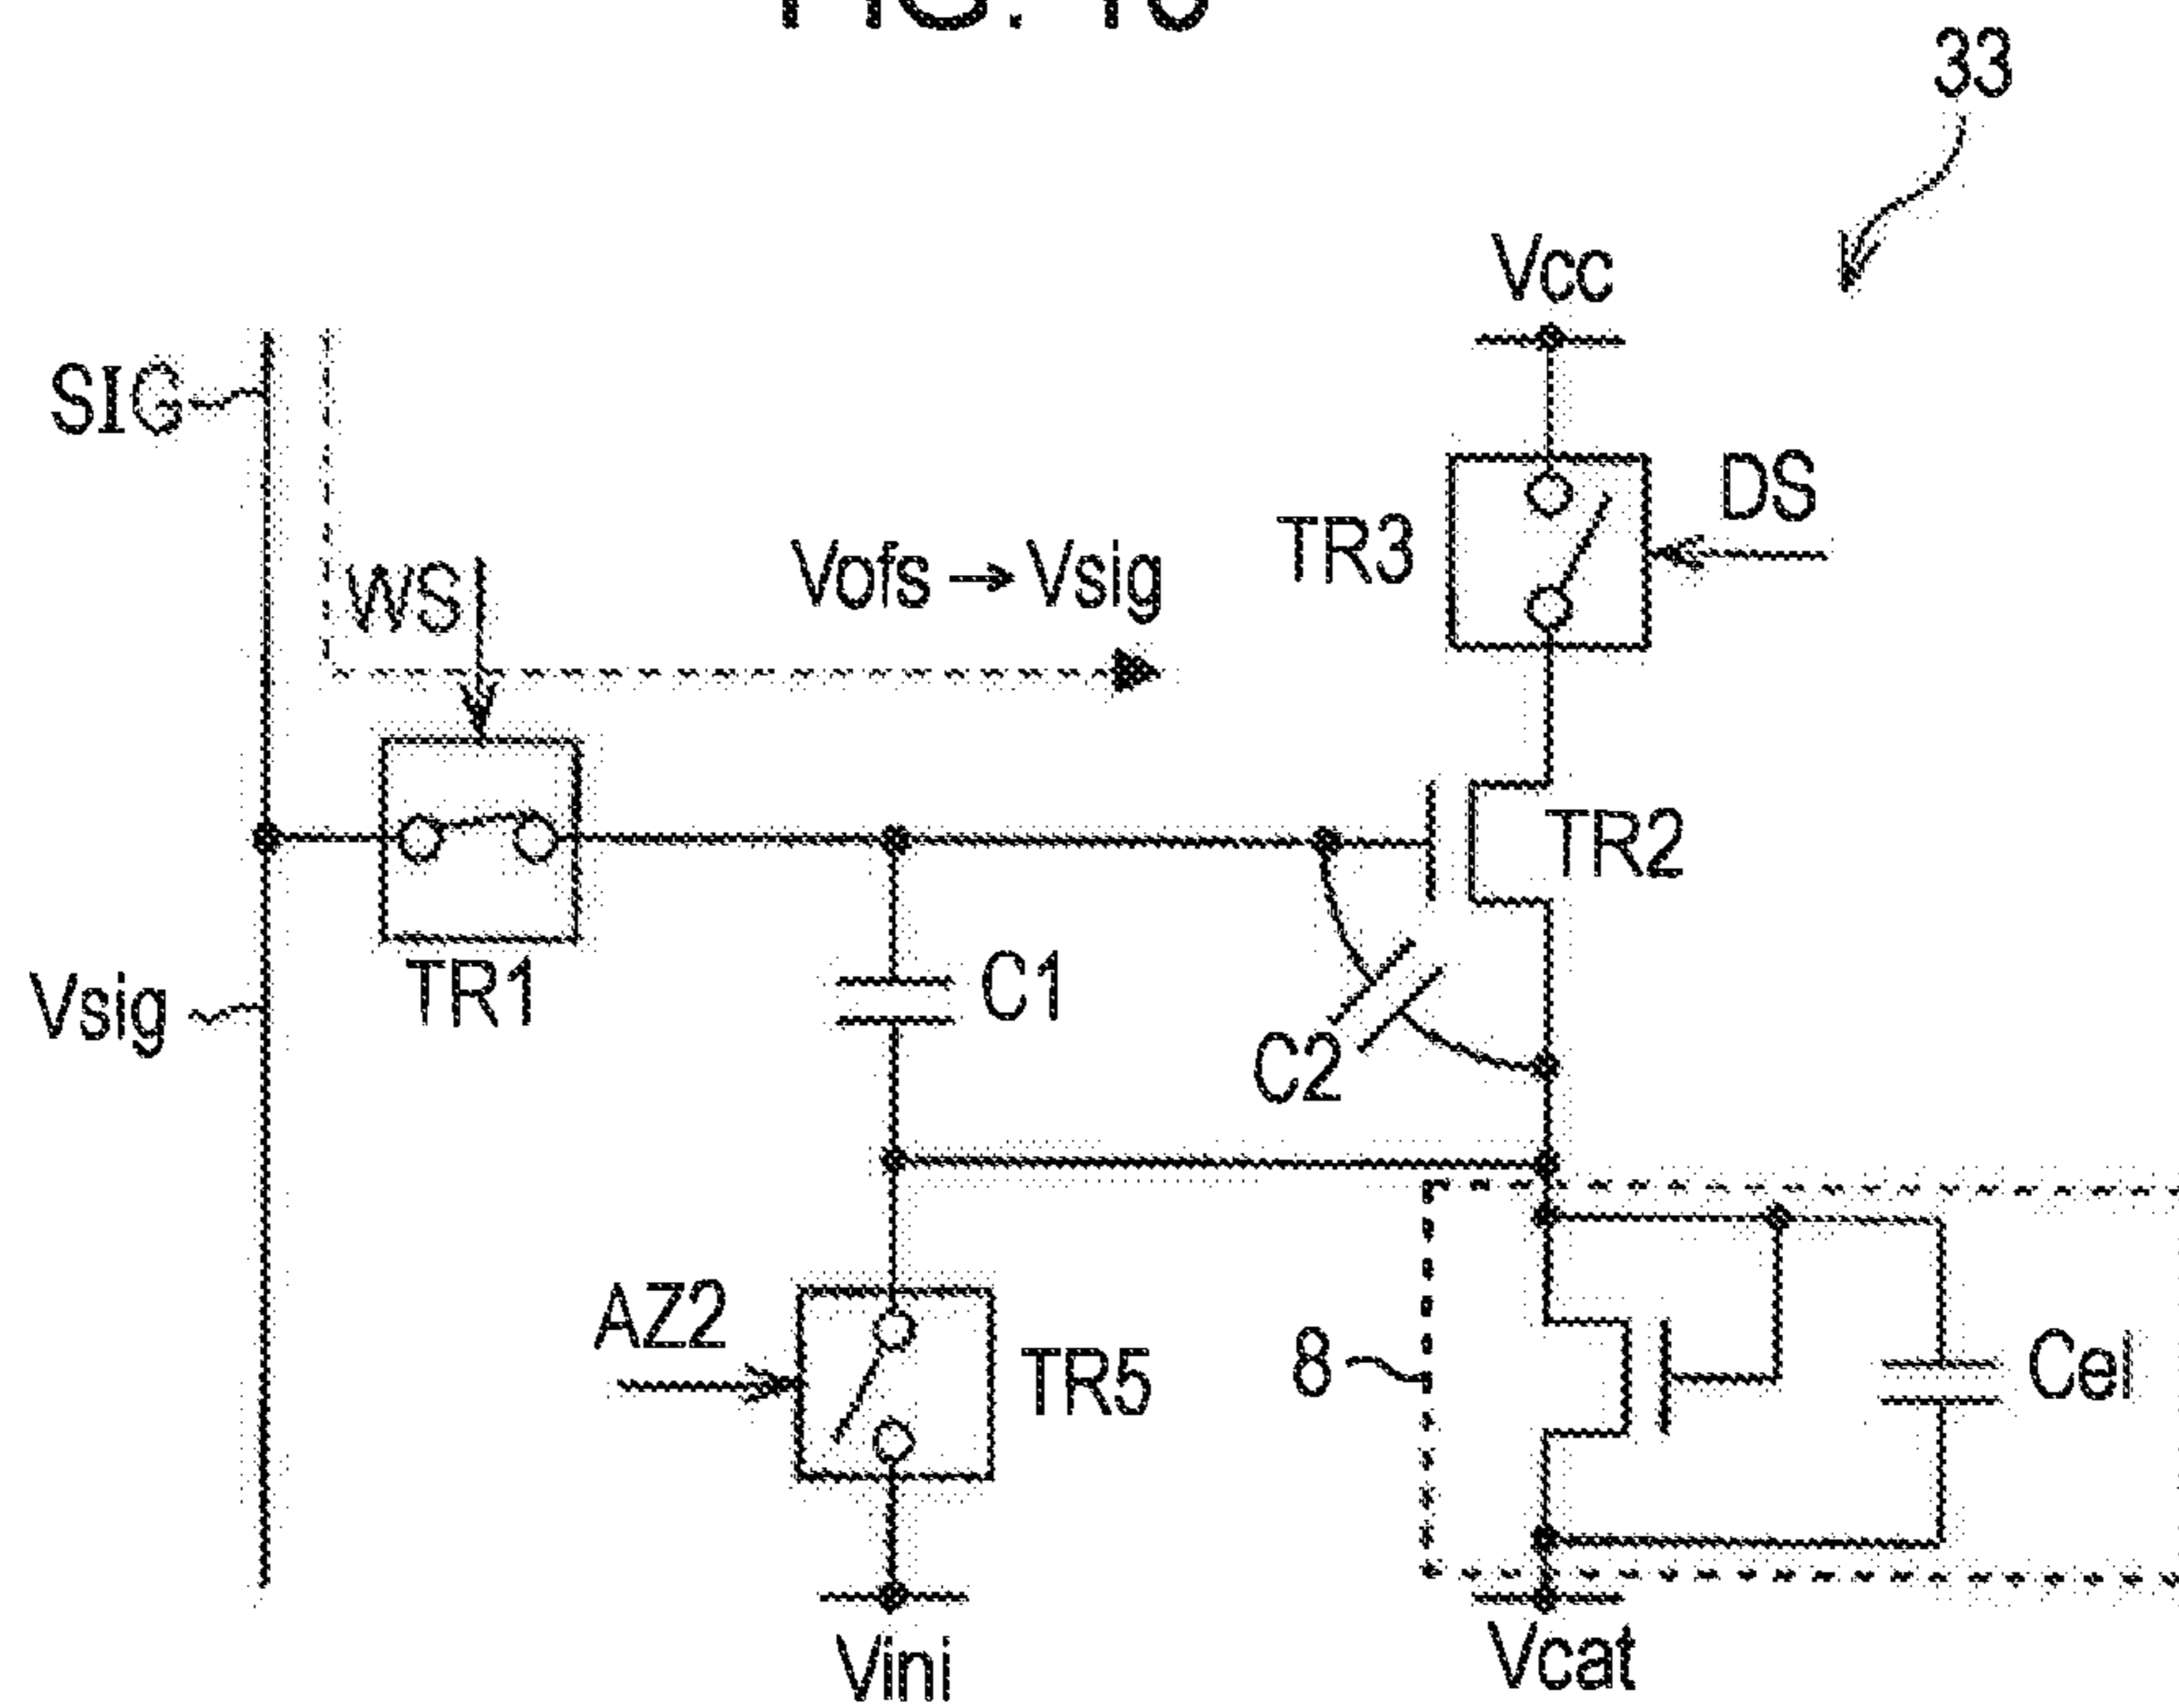 33
Vcc
SIG
DS
TR3
Vofs → Vsig
WS
TR2
TR1
C1
Vsig
C2
AZ2
TR5
8
Cel
Vini
Vcat